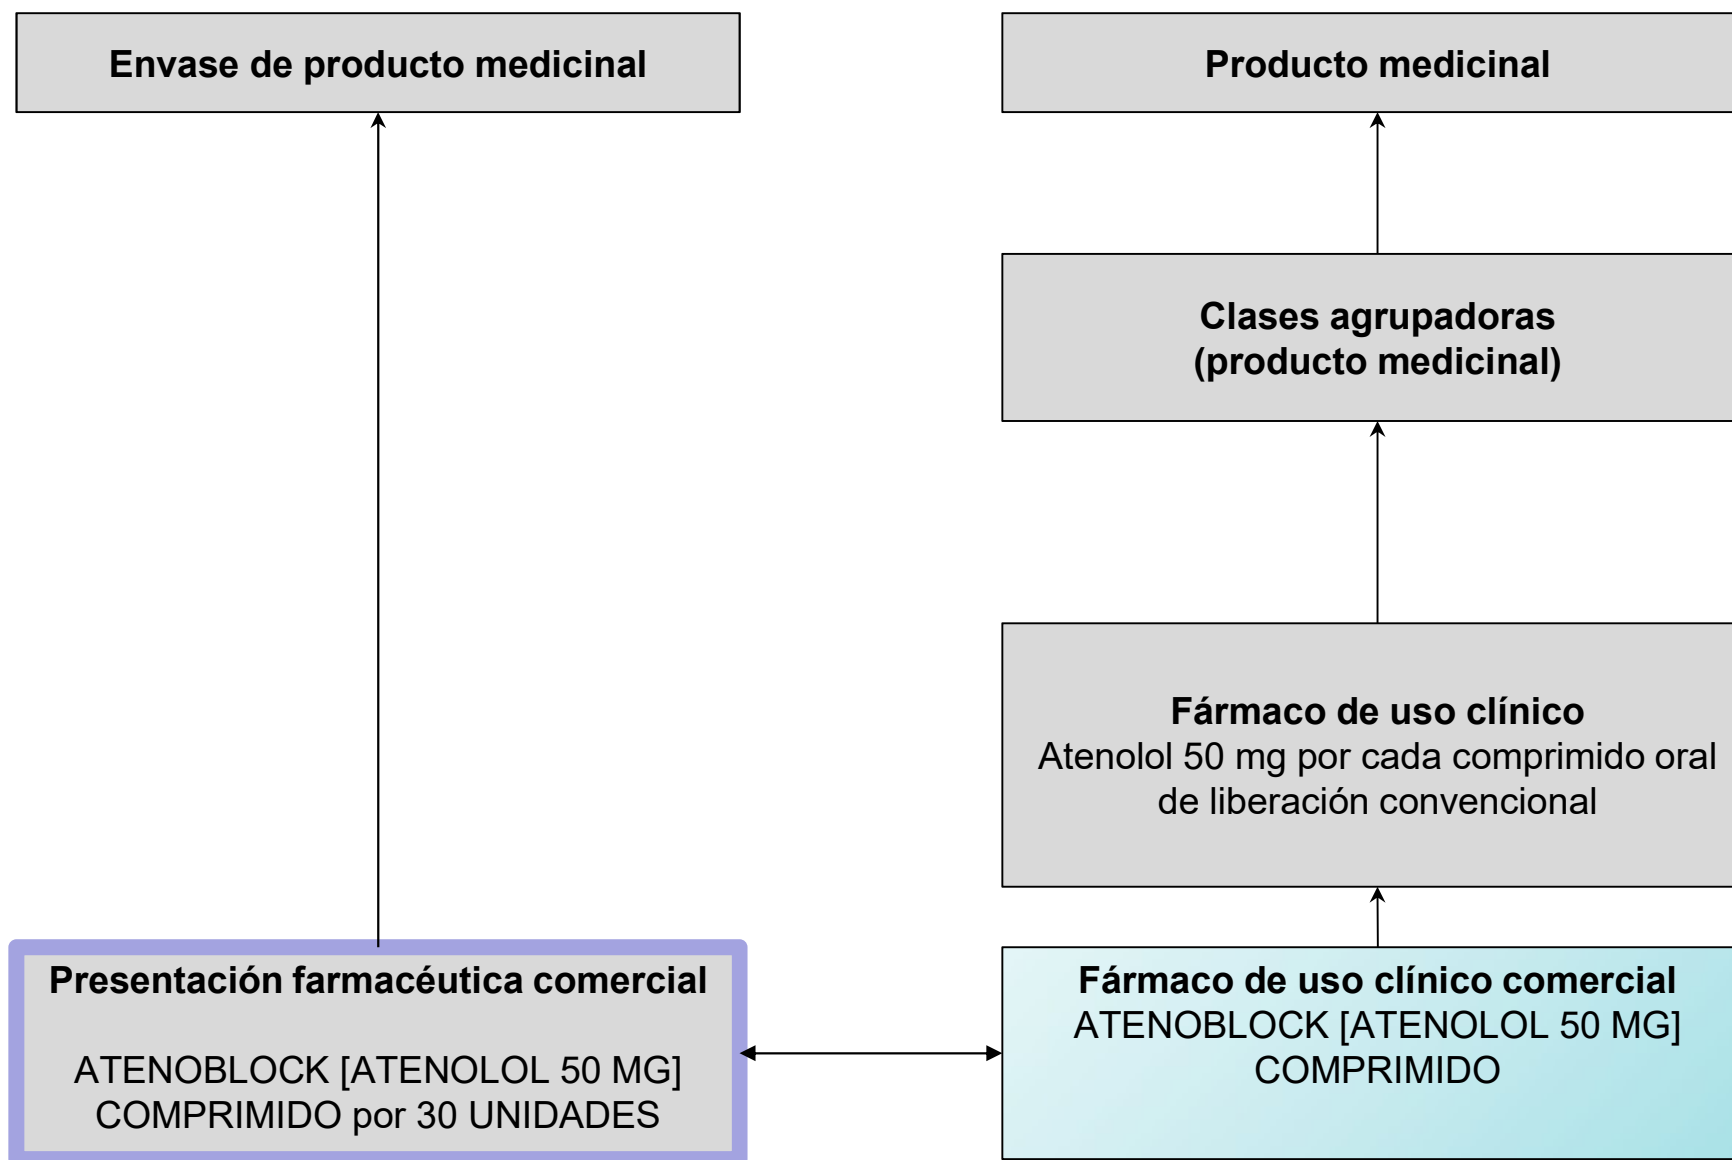 Envase de producto medicinal
Producto medicinal
Clases agrupadoras
(producto medicinal)
Fármaco de uso clínico
Atenolol 50 mg por cada comprimido oral
de liberación convencional
Presentación farmacéutica comercial
ATENOBLOCK [ATENOLOL 50 MG]
COMPRIMIDO por 30 UNIDADES
Fármaco de uso clínico comercial
ATENOBLOCK [ATENOLOL 50 MG]
COMPRIMIDO